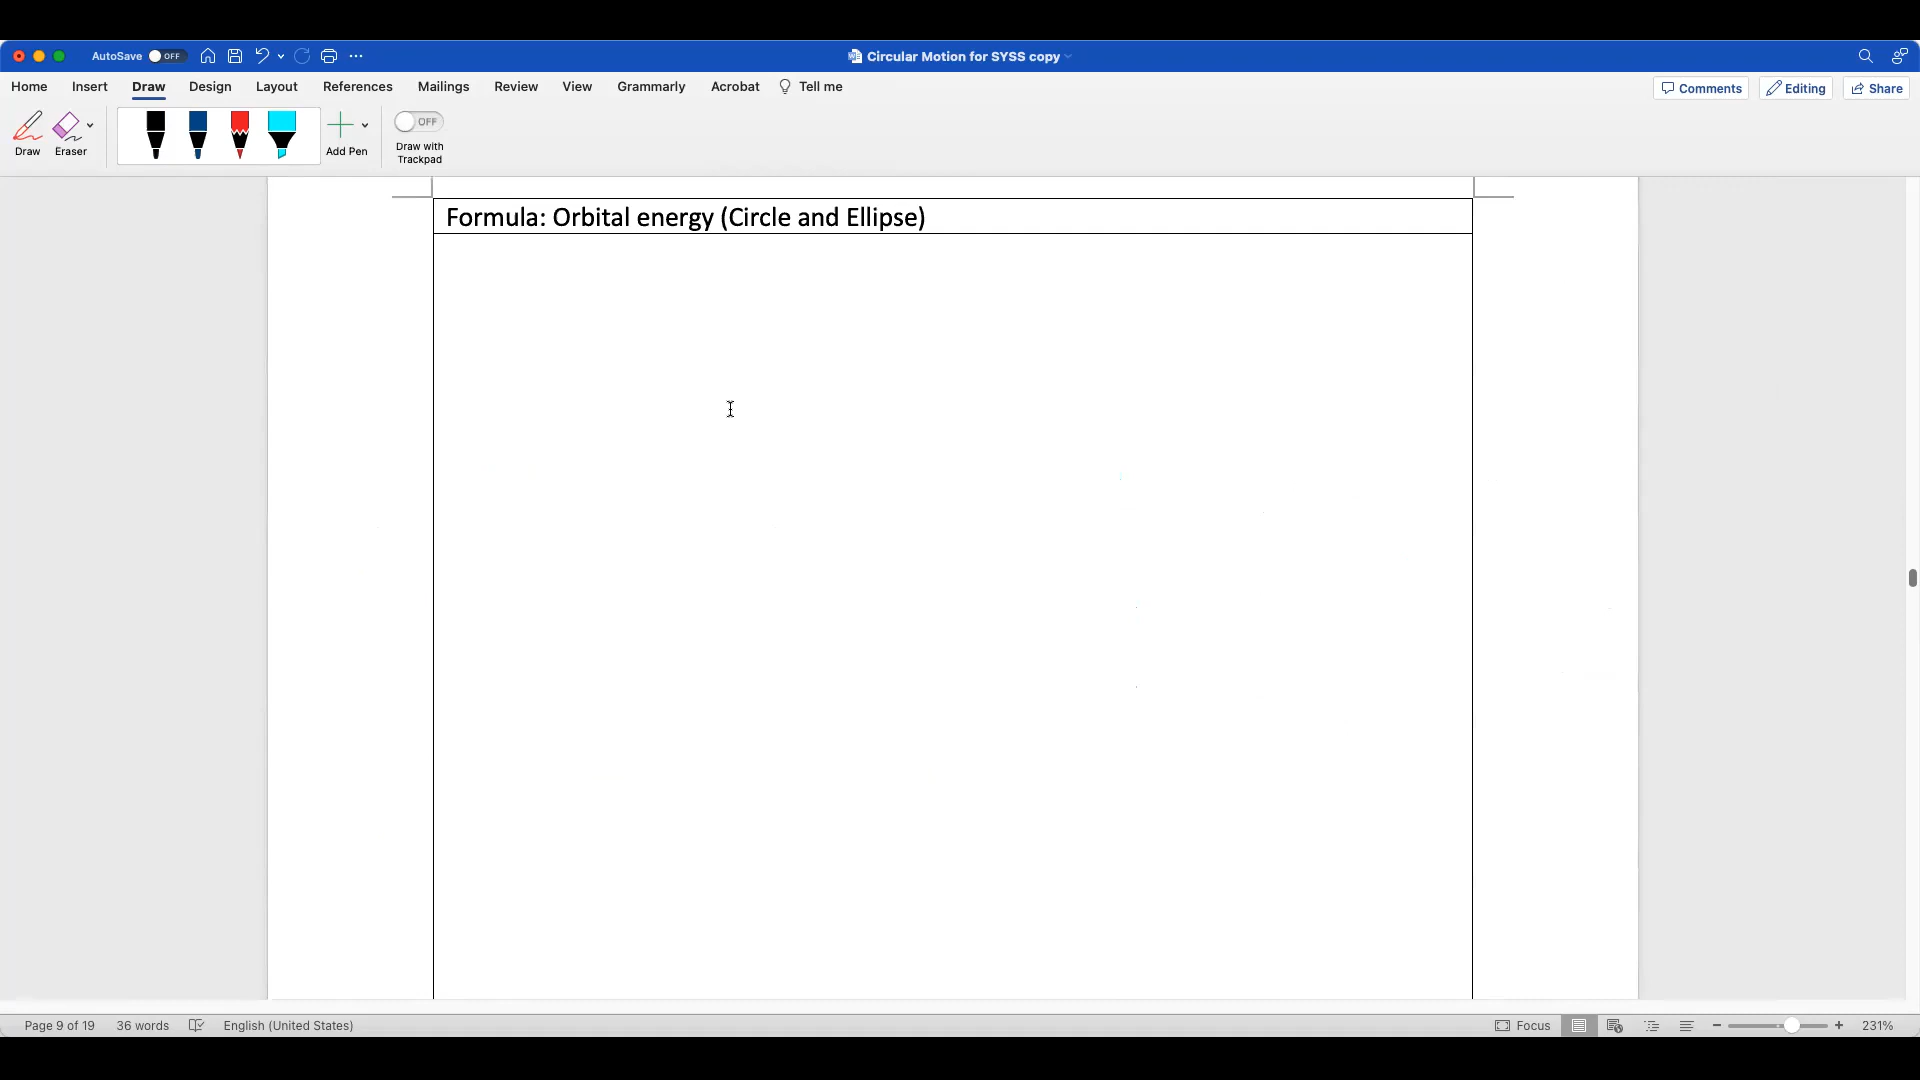 AutoSave OFF
Circular Motion for SYSS copy
Home Insert Draw Design Layout References Mailings Review View Grammarly Acrobat Tell me
Comments Editing Share
Draw Eraser Add Pen OFF Draw with
Trackpad
Formula: Orbital energy (Circle and Ellipse)
Page 9 of 19 36 words English (United States) Focus 231%